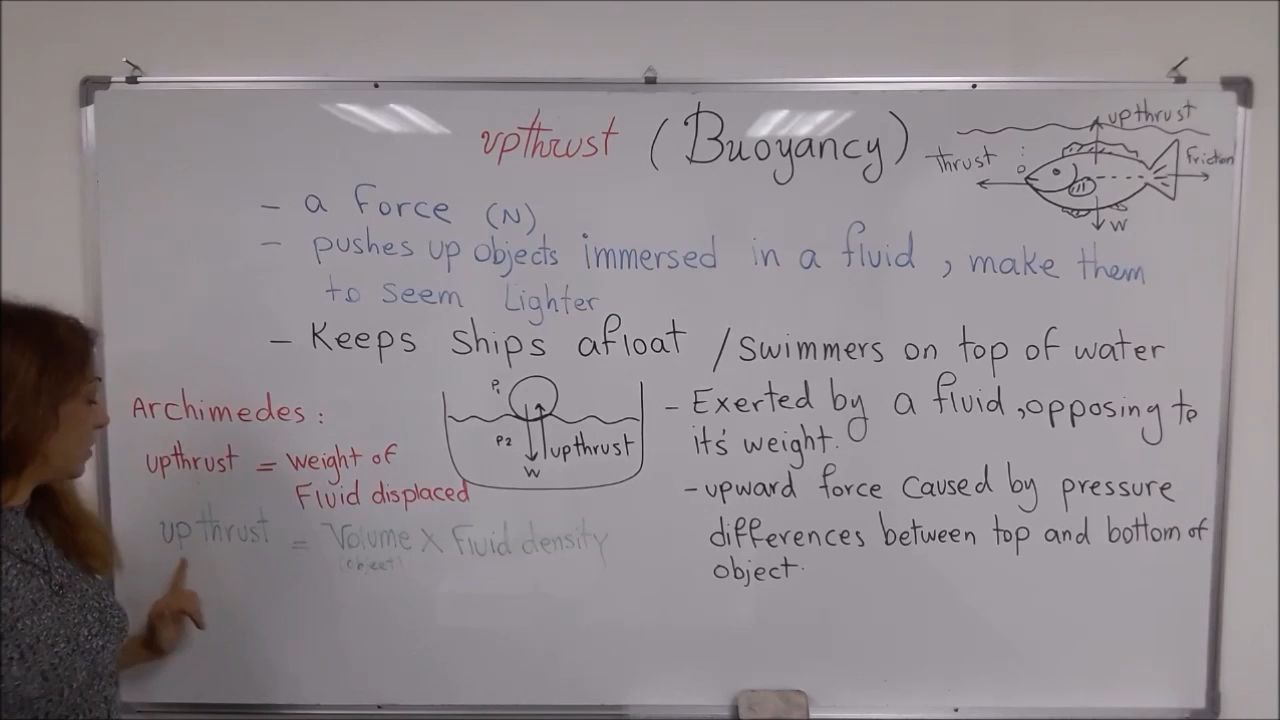 upthrust (Buoyancy)
upthrust
thrust
Friction
W
- a force (N)
- pushes up objects immersed in a fluid, make them
to seem Lighter
- Keeps ships afloat / swimmers on top of water
Archimedes:
upthrust = weight of
Fluid displaced
upthrust = Volume x Fluid density
(object)
P1
P2
upthrust
W
- Exerted by a fluid, opposing to
it's weight.
- upward force caused by pressure
differences between top and bottom of
object.